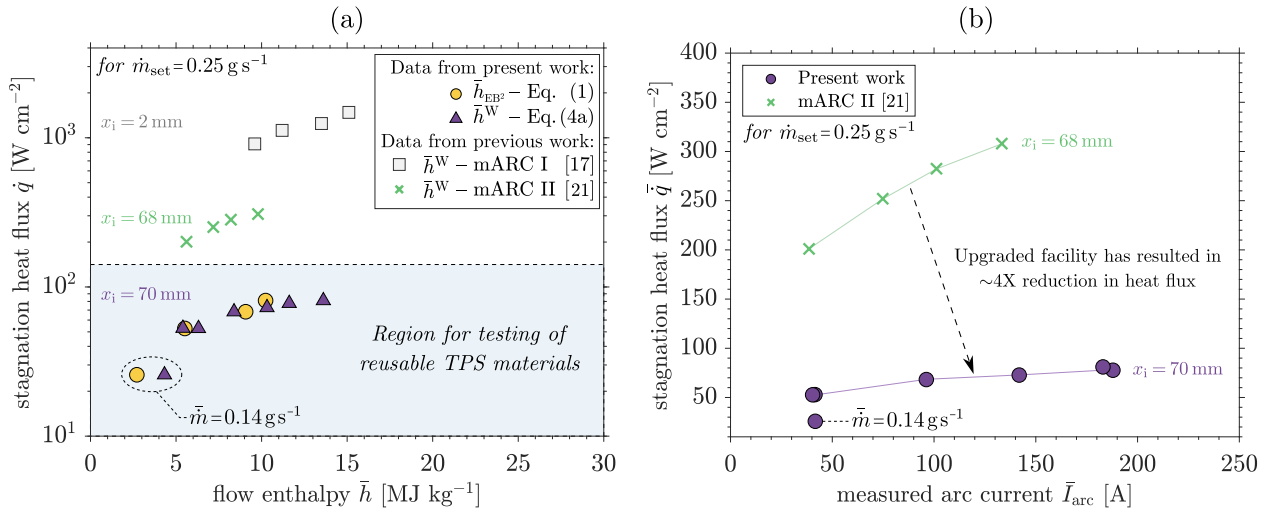 (a)
for ṁset = 0.25 g s−1
Data from present work:
h̄EB2 - Eq. (1)
h̄W - Eq. (4a)
Data from previous work:
h̄W – mARC I [17]
h̄W – mARC II [21]
xi = 2 mm
xi = 68 mm
xi = 70 mm
Region for testing of
reusable TPS materials
ṁ̄ = 0.14 g s−1
stagnation heat flux q̇ [W cm−2]
103
102
101
0 5 10 15 20 25 30
flow enthalpy h̄ [MJ kg−1]
(b)
Present work
mARC II [21]
for ṁset = 0.25 g s−1
xi = 68 mm
Upgraded facility has resulted in
∼4X reduction in heat flux
xi = 70 mm
ṁ̄ = 0.14 g s−1
stagnation heat flux q̇̄ [W cm−2]
400
350
300
250
200
150
100
50
0 50 100 150 200 250
measured arc current Īarc [A]